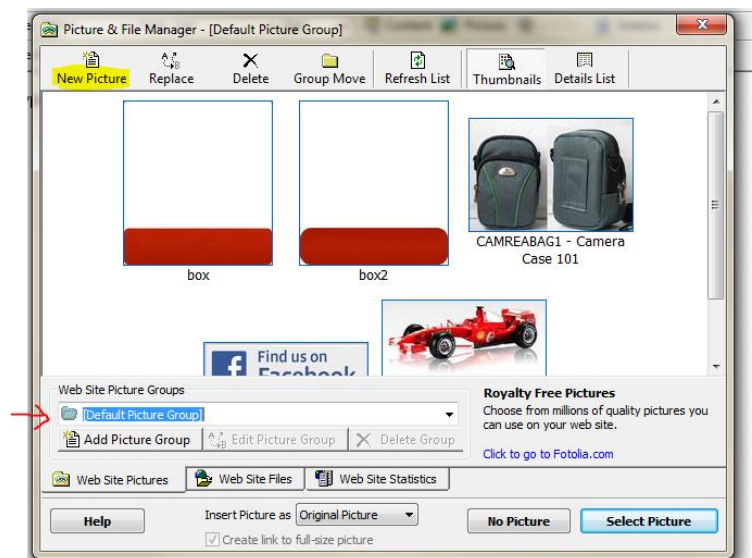 Picture & File Manager - [Default Picture Group]
New Picture Replace Delete Group Move Refresh List Thumbnails Details List
box
box2
CAMREABAG1 - Camera
Case 101
Find us on
Facebook
Web Site Picture Groups
[Default Picture Group]
Add Picture Group Edit Picture Group Delete Group
Royalty Free Pictures
Choose from millions of quality pictures you
can use on your web site.
Click to go to Fotolia.com
Web Site Pictures Web Site Files Web Site Statistics
Help
Insert Picture as Original Picture
No Picture
Select Picture
Create link to full-size picture